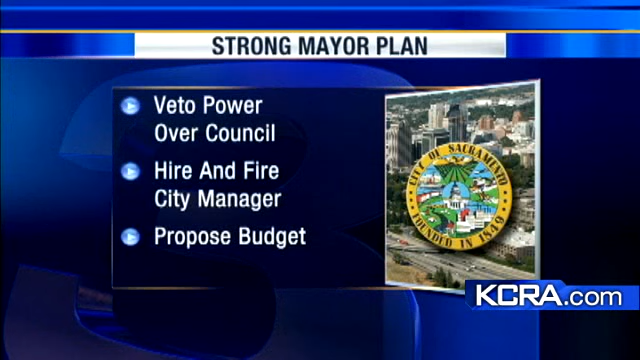 STRONG MAYOR PLAN
Veto Power
Over Council
Hire And Fire
City Manager
Propose Budget
CITY OF SACRAMENTO
FOUNDED IN 1849
KCRA.com